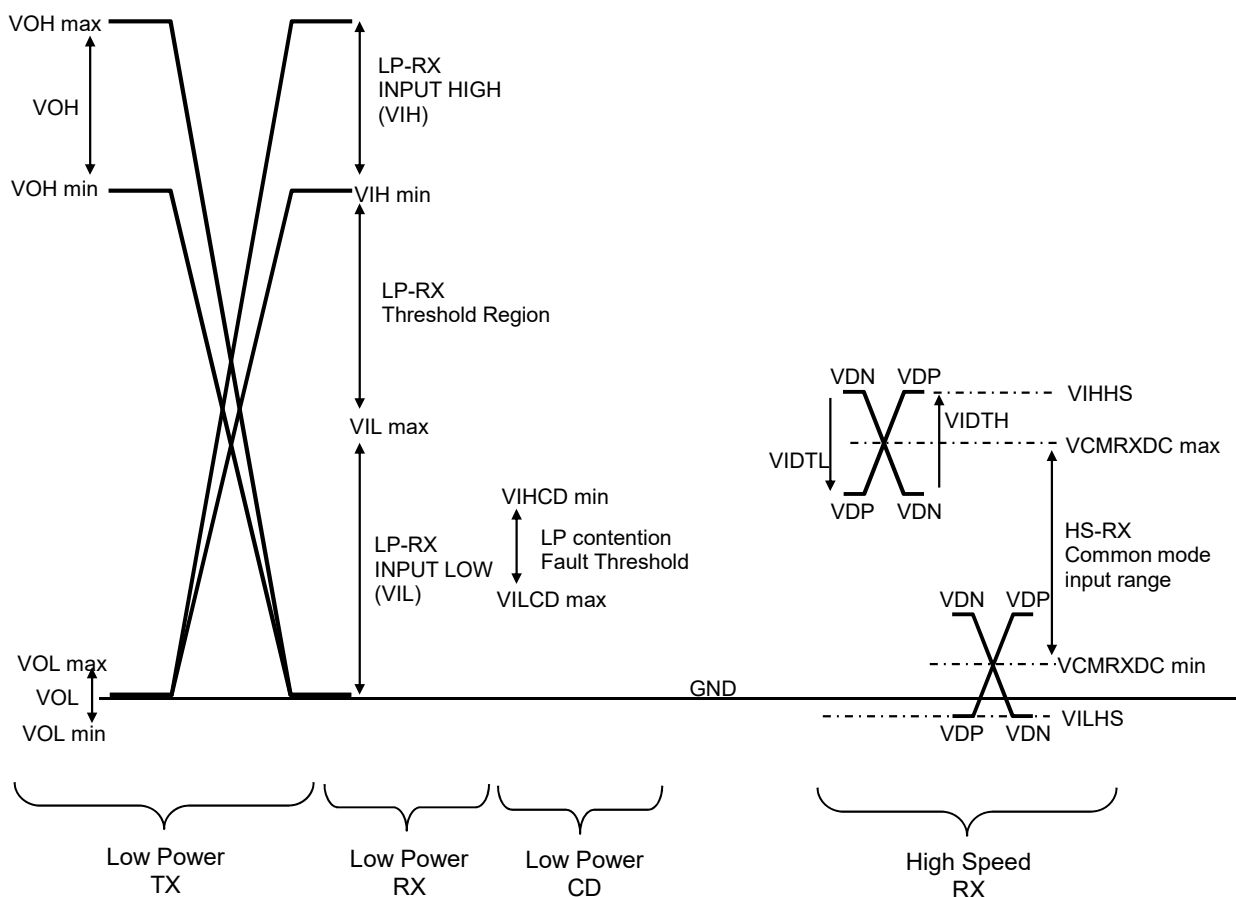 VOH max
VOH
VOH min
VOL max
VOL
VOL min
LP-RX
INPUT HIGH
(VIH)
VIH min
LP-RX
Threshold Region
VIL max
LP-RX
INPUT LOW
(VIL)
VIHCD min
LP contention
Fault Threshold
VILCD max
GND
VDN
VDP
VIHHS
VIDTH
VIDTL
VCMRXDC max
VDP
VDN
HS-RX
Common mode
input range
VDN
VDP
VCMRXDC min
VILHS
VDP
VDN
Low Power
TX
Low Power
RX
Low Power
CD
High Speed
RX